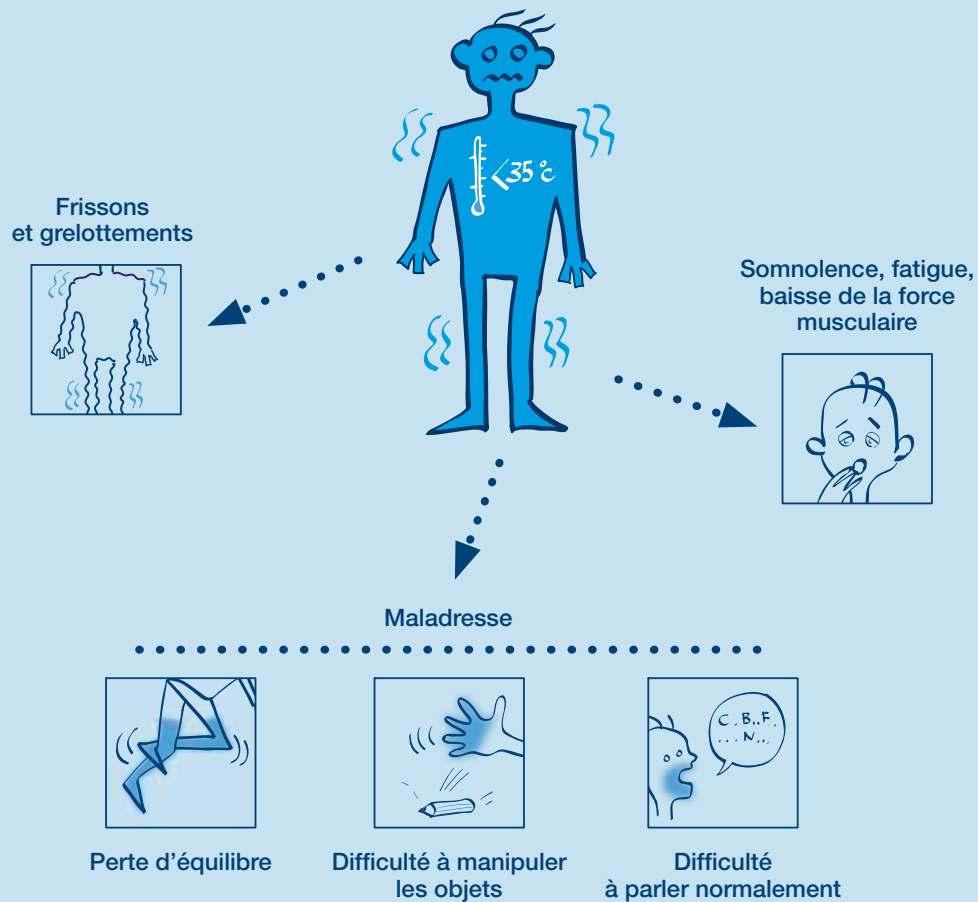 <35 °C
Frissons
et grelottements
Somnolence, fatigue,
baisse de la force
musculaire
Maladresse
C.B..F.
...N...
Perte d'équilibre
Difficulté à manipuler
les objets
Difficulté
à parler normalement